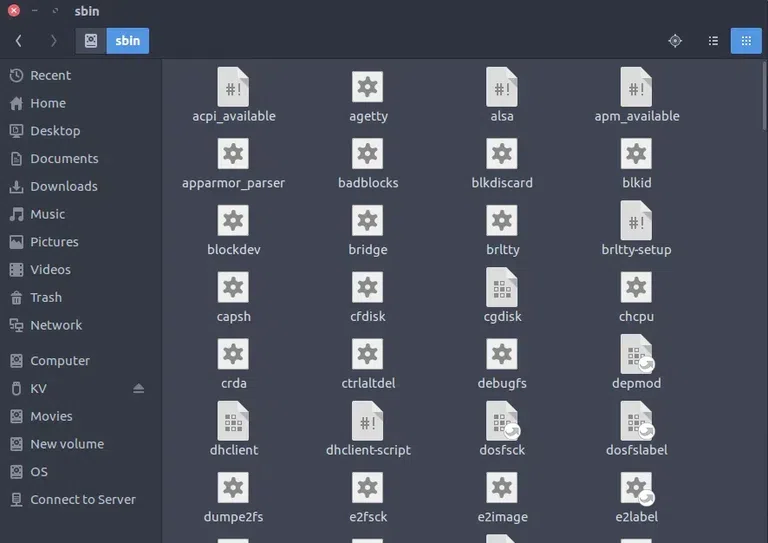 sbin
sbin
Recent
Home
Desktop
Documents
Downloads
Music
Pictures
Videos
Trash
Network
Computer
KV
Movies
New volume
OS
Connect to Server
#! #! #!
acpi_available agetty alsa apm_available
apparmor_parser badblocks blkdiscard blkid
#!
blockdev bridge brltty brltty-setup
capsh cfdisk cgdisk chcpu
crda ctrlaltdel debugfs depmod
#!
dhclient dhclient-script dosfsck dosfslabel
dumpe2fs e2fsck e2image e2label